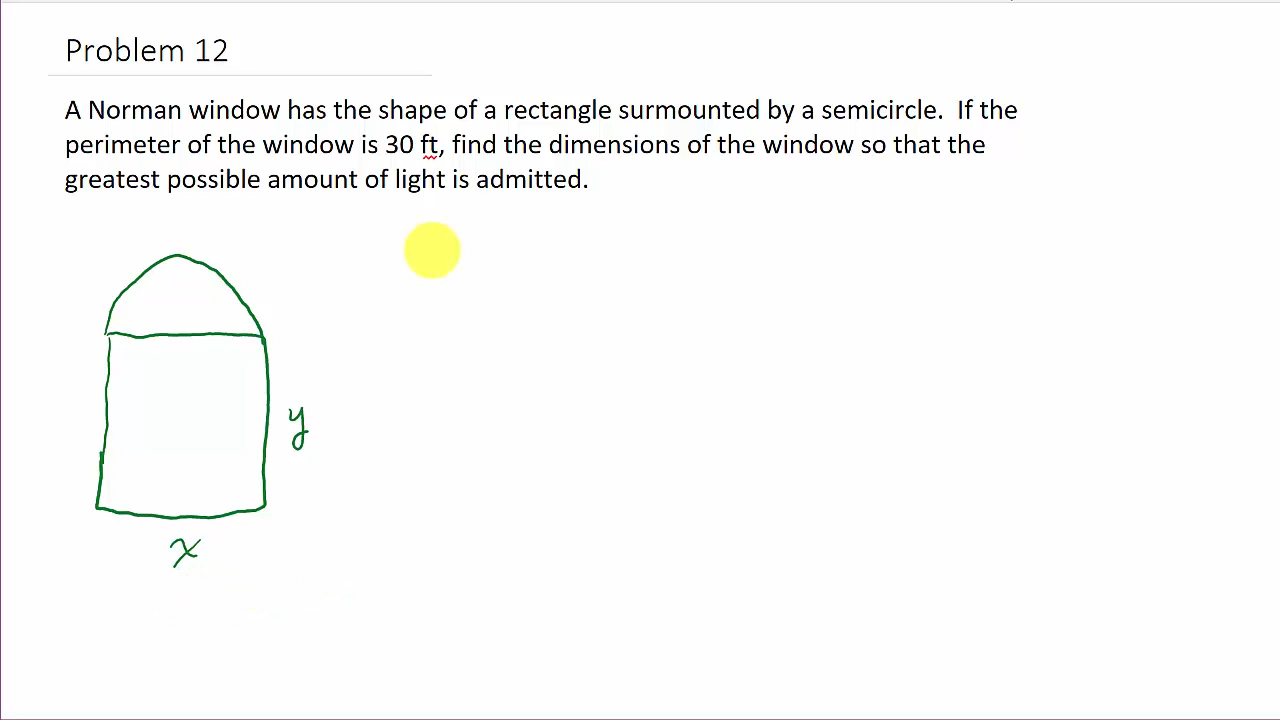 Problem 12
A Norman window has the shape of a rectangle surmounted by a semicircle.  If the
perimeter of the window is 30 ft, find the dimensions of the window so that the
greatest possible amount of light is admitted.
y
x